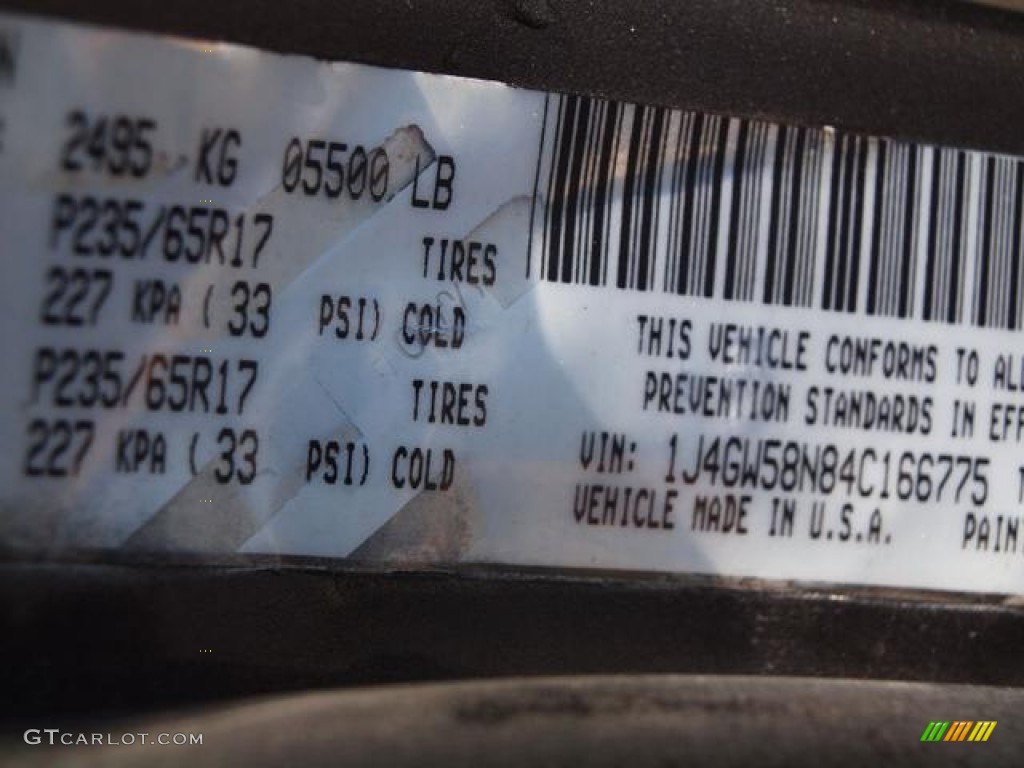 2495 KG 05500 LB
P235/65R17 TIRES
227 KPA ( 33 PSI) COLD
P235/65R17 TIRES
227 KPA ( 33 PSI) COLD
THIS VEHICLE CONFORMS TO ALL
PREVENTION STANDARDS IN EFF
VIN: 1J4GW58N84C166775 T
VEHICLE MADE IN U.S.A. PAIN
GTCARLOT.COM